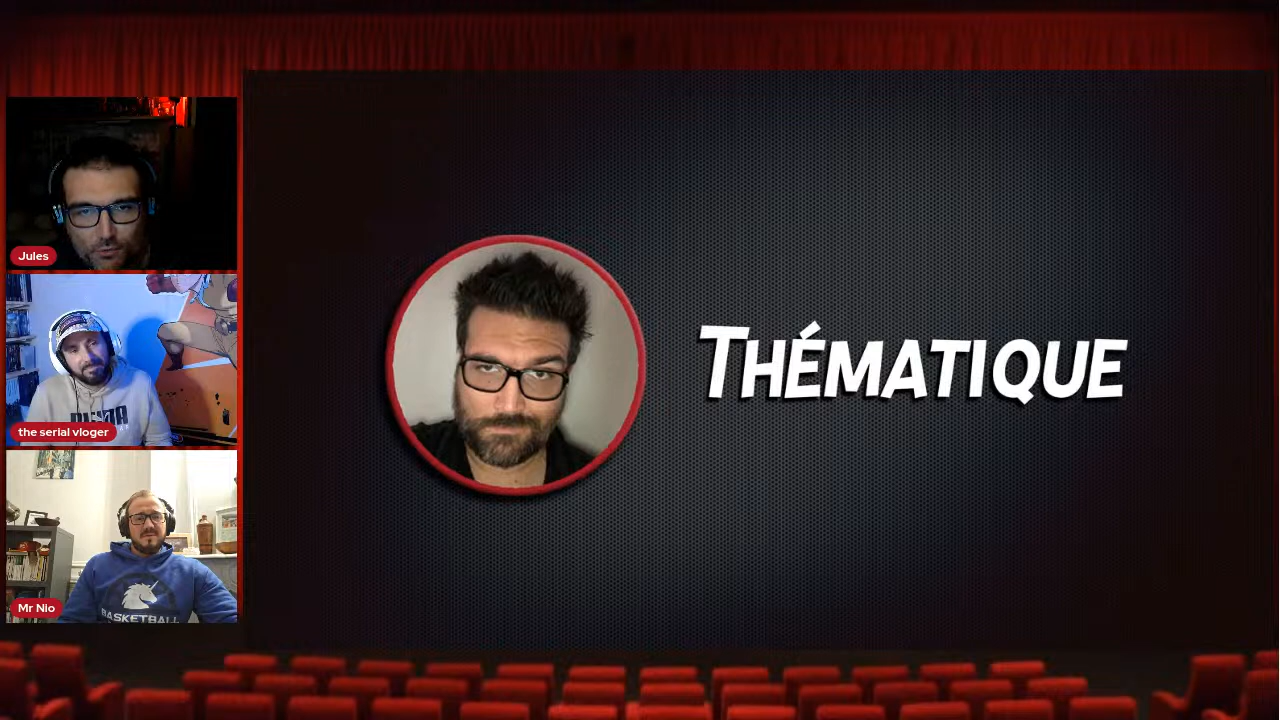 Jules
the serial vloger
Mr Nio
BASKETBALL
THÉMATIQUE